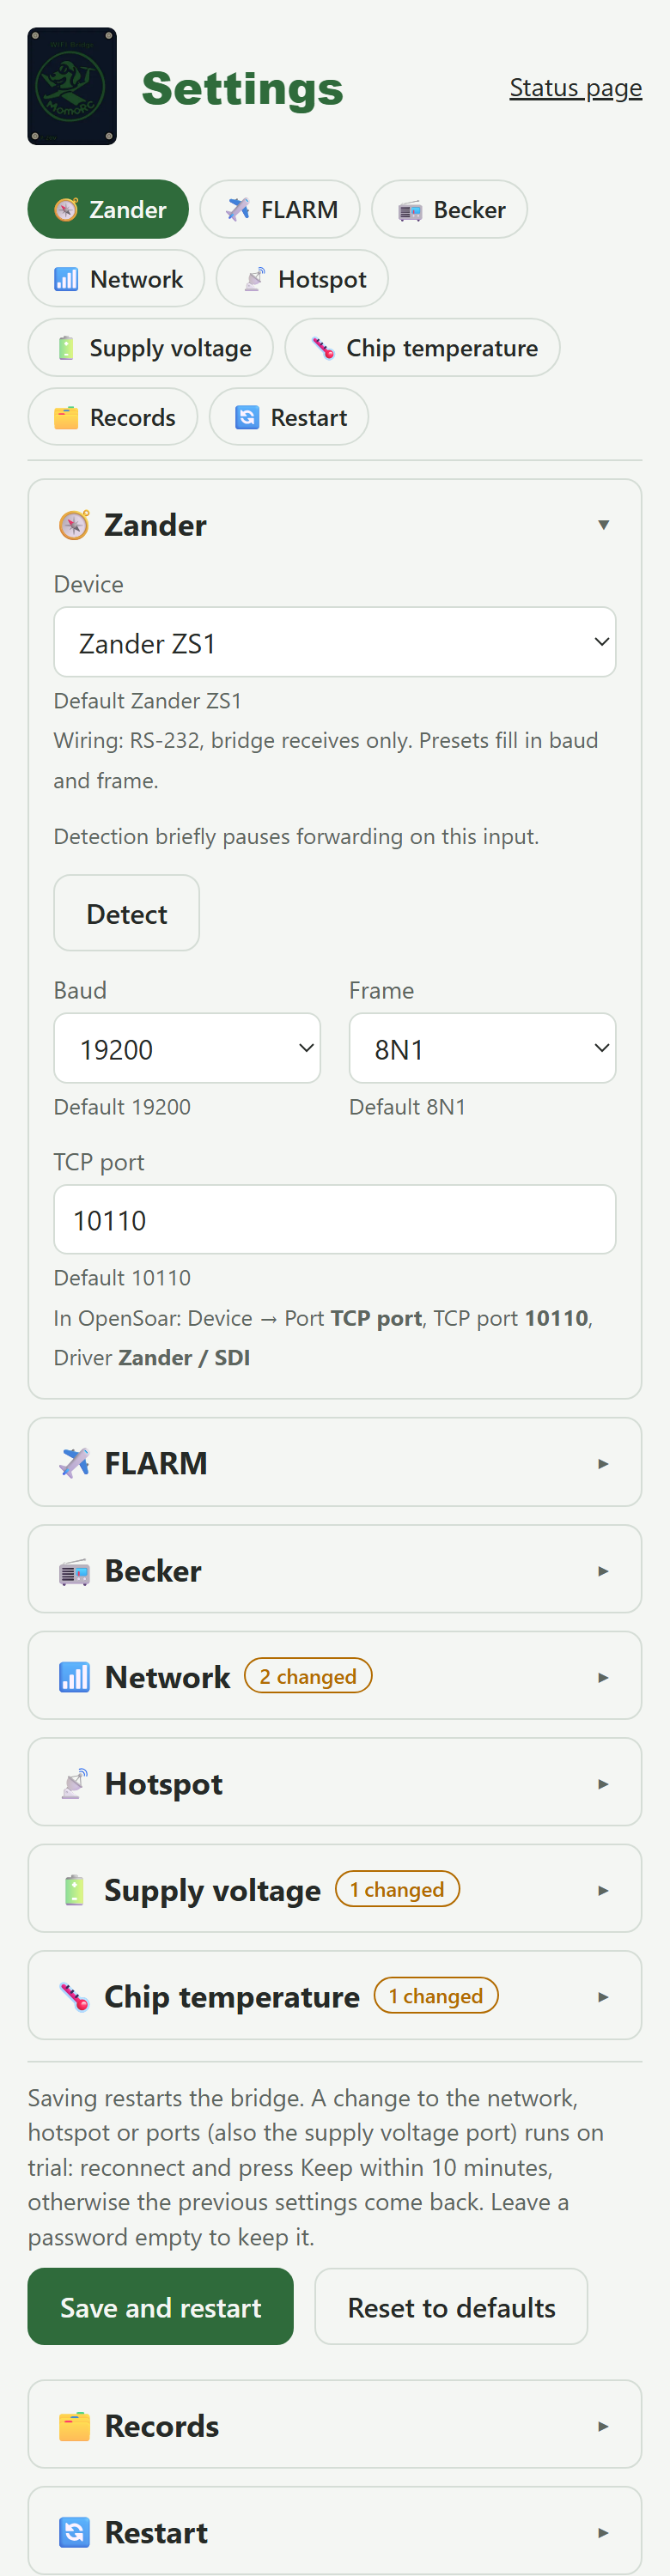 WiFi Bridge
MomoRC
Settings
Status page
Zander
FLARM
Becker
Network
Hotspot
Supply voltage
Chip temperature
Records
Restart
Zander
Device
Zander ZS1
Default Zander ZS1
Wiring: RS-232, bridge receives only. Presets fill in baud
and frame.
Detection briefly pauses forwarding on this input.
Detect
Baud
Frame
19200
8N1
Default 19200
Default 8N1
TCP port
10110
Default 10110
In OpenSoar: Device → Port TCP port, TCP port 10110,
Driver Zander / SDI
FLARM
Becker
Network 2 changed
Hotspot
Supply voltage 1 changed
Chip temperature 1 changed
Saving restarts the bridge. A change to the network,
hotspot or ports (also the supply voltage port) runs on
trial: reconnect and press Keep within 10 minutes,
otherwise the previous settings come back. Leave a
password empty to keep it.
Save and restart
Reset to defaults
Records
Restart